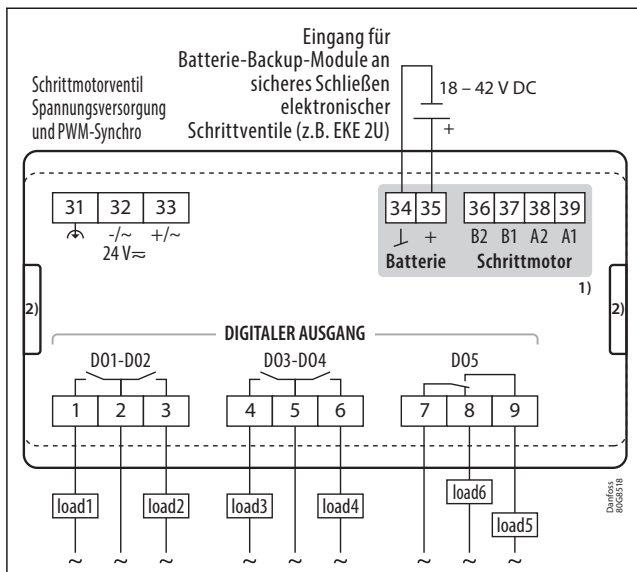 Eingang für
Batterie-Backup-Module an
sicheres Schließen
elektronischer
Schrittventile (z.B. EKE 2U)
Schrittmotorventil
Spannungsversorgung
und PWM-Synchro
18 – 42 V DC
+
31 32 33
-/~ +/~
24 V⎓
34 35 36 37 38 39
+ B2 B1 A2 A1
Batterie Schrittmotor
1)
2) 2)
DIGITALER AUSGANG
DO1-DO2 DO3-DO4 DO5
1 2 3 4 5 6 7 8 9
load1 load2 load3 load4 load6 load5
~ ~ ~ ~ ~ ~ ~ ~ ~
Danfoss
80G8518